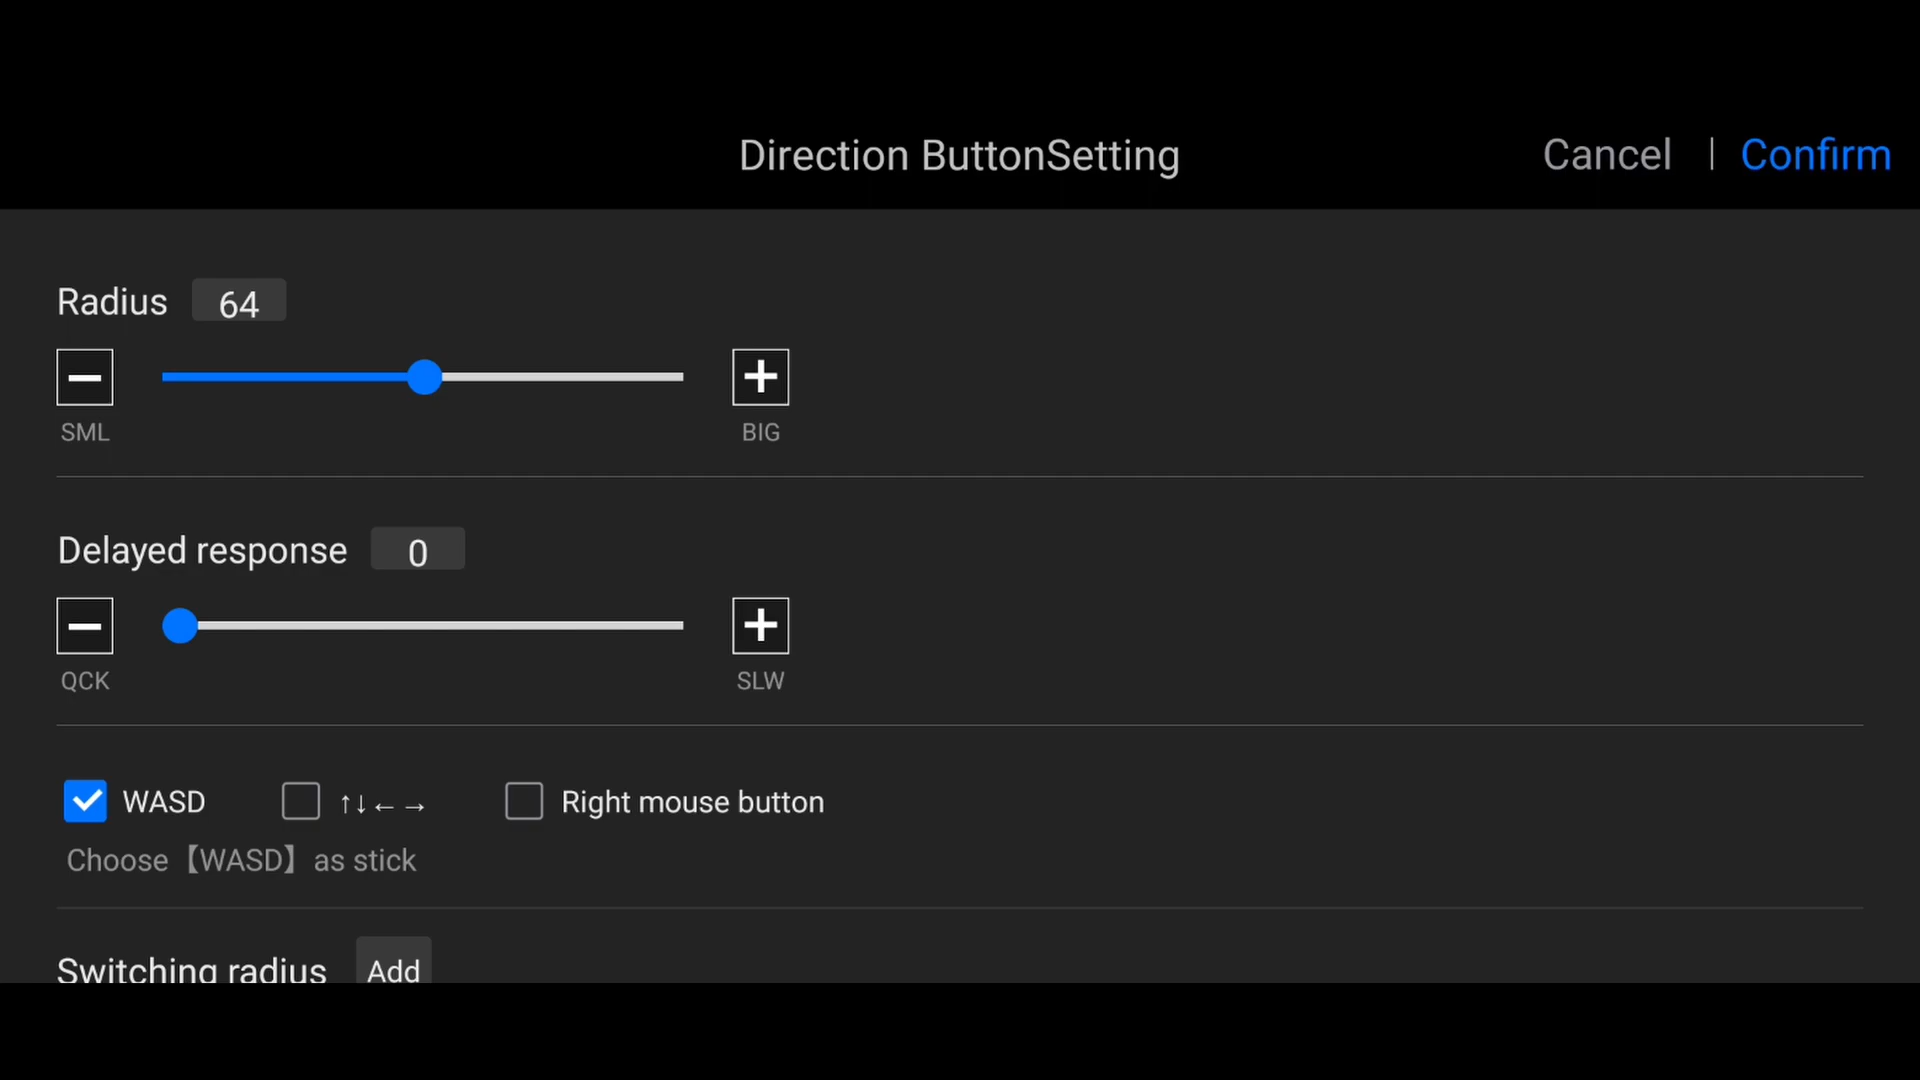 Direction ButtonSetting
Cancel | Confirm
Radius 64
SML BIG
Delayed response 0
QCK SLW
WASD ↑↓←→ Right mouse button
Choose【WASD】as stick
Switching radius Add